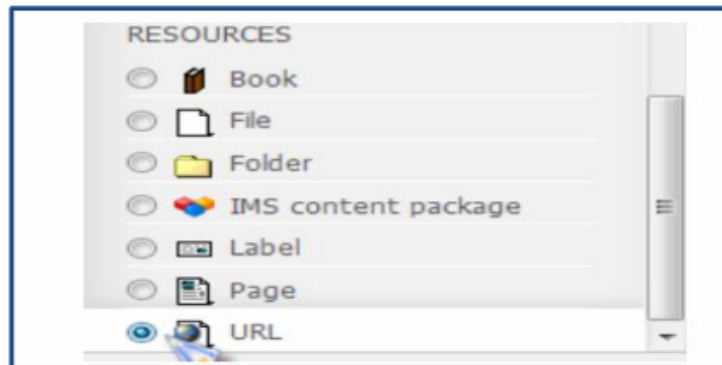 RESOURCES
Book
File
Folder
IMS content package
Label
Page
URL